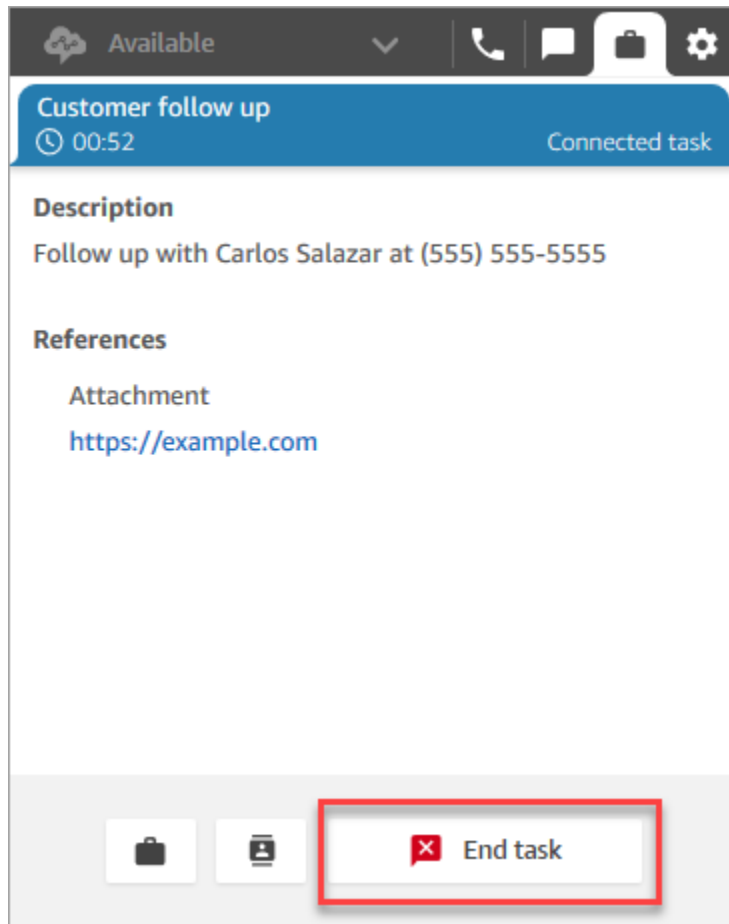 Available
Customer follow up
00:52 Connected task
Description
Follow up with Carlos Salazar at (555) 555-5555
References
Attachment
https://example.com
End task